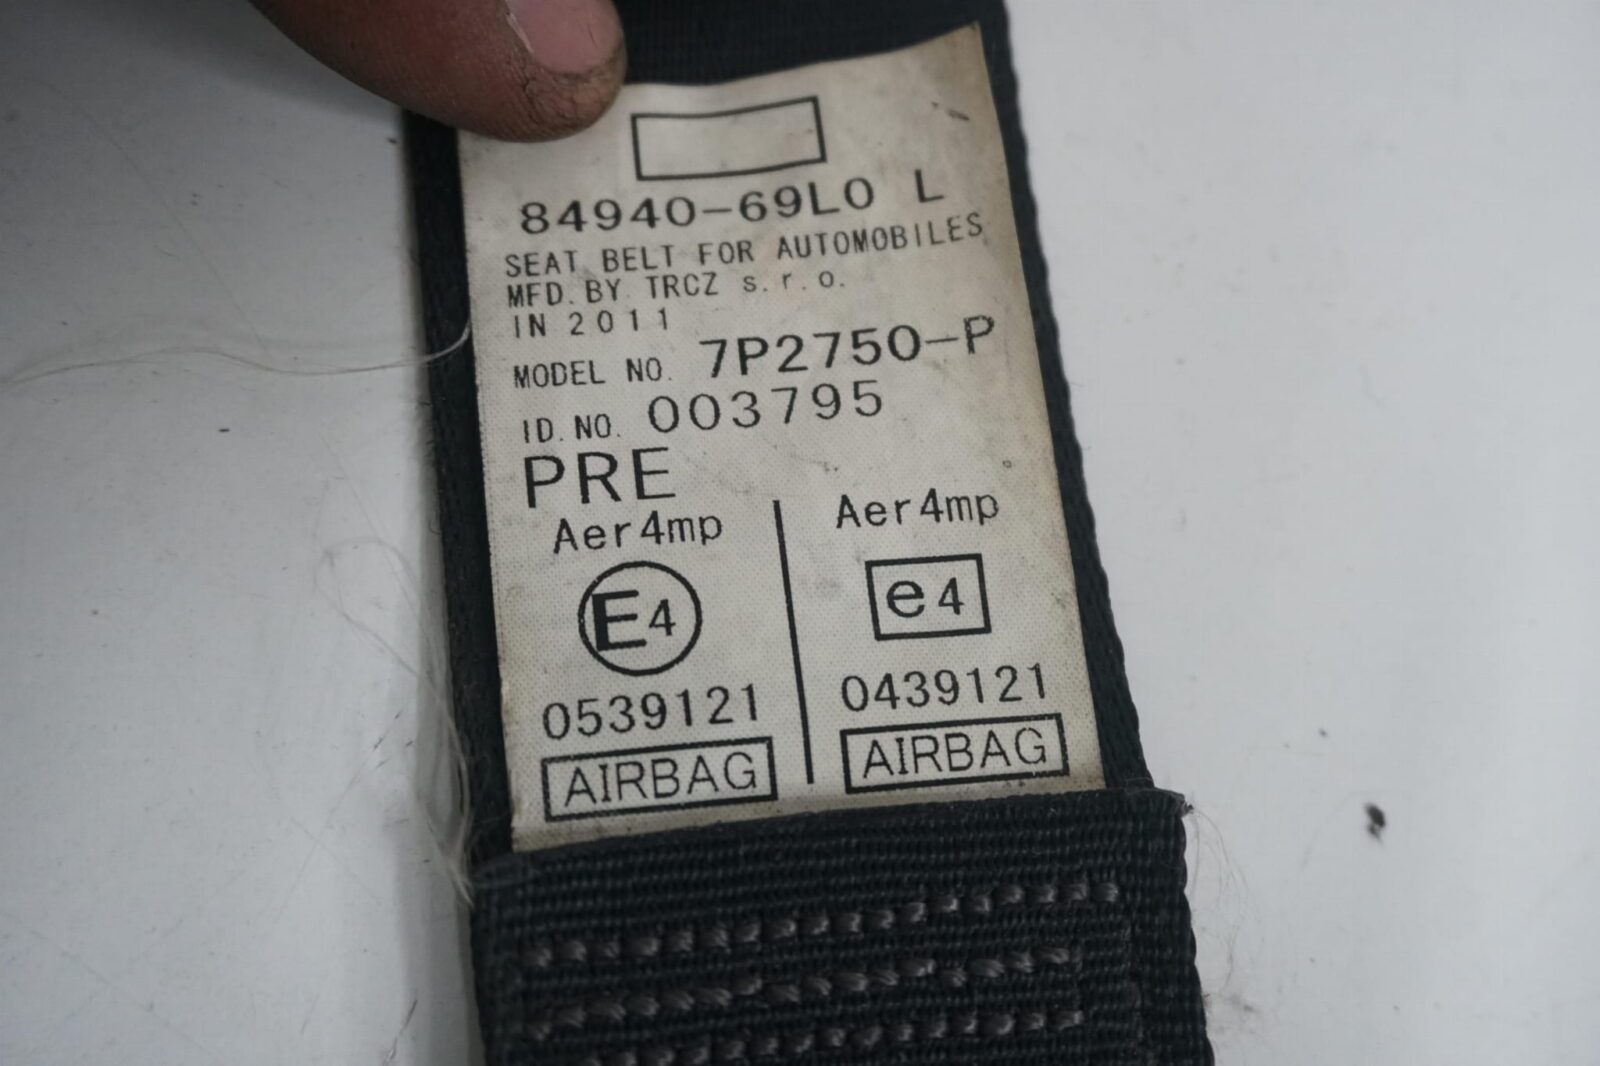 84940-69L0 L
SEAT BELT FOR AUTOMOBILES
MFD. BY TRCZ s.r.o.
IN 2011
MODEL NO. 7P2750-P
ID. NO. 003795
PRE
Aer4mp
E4
0539121
AIRBAG
Aer4mp
e4
0439121
AIRBAG